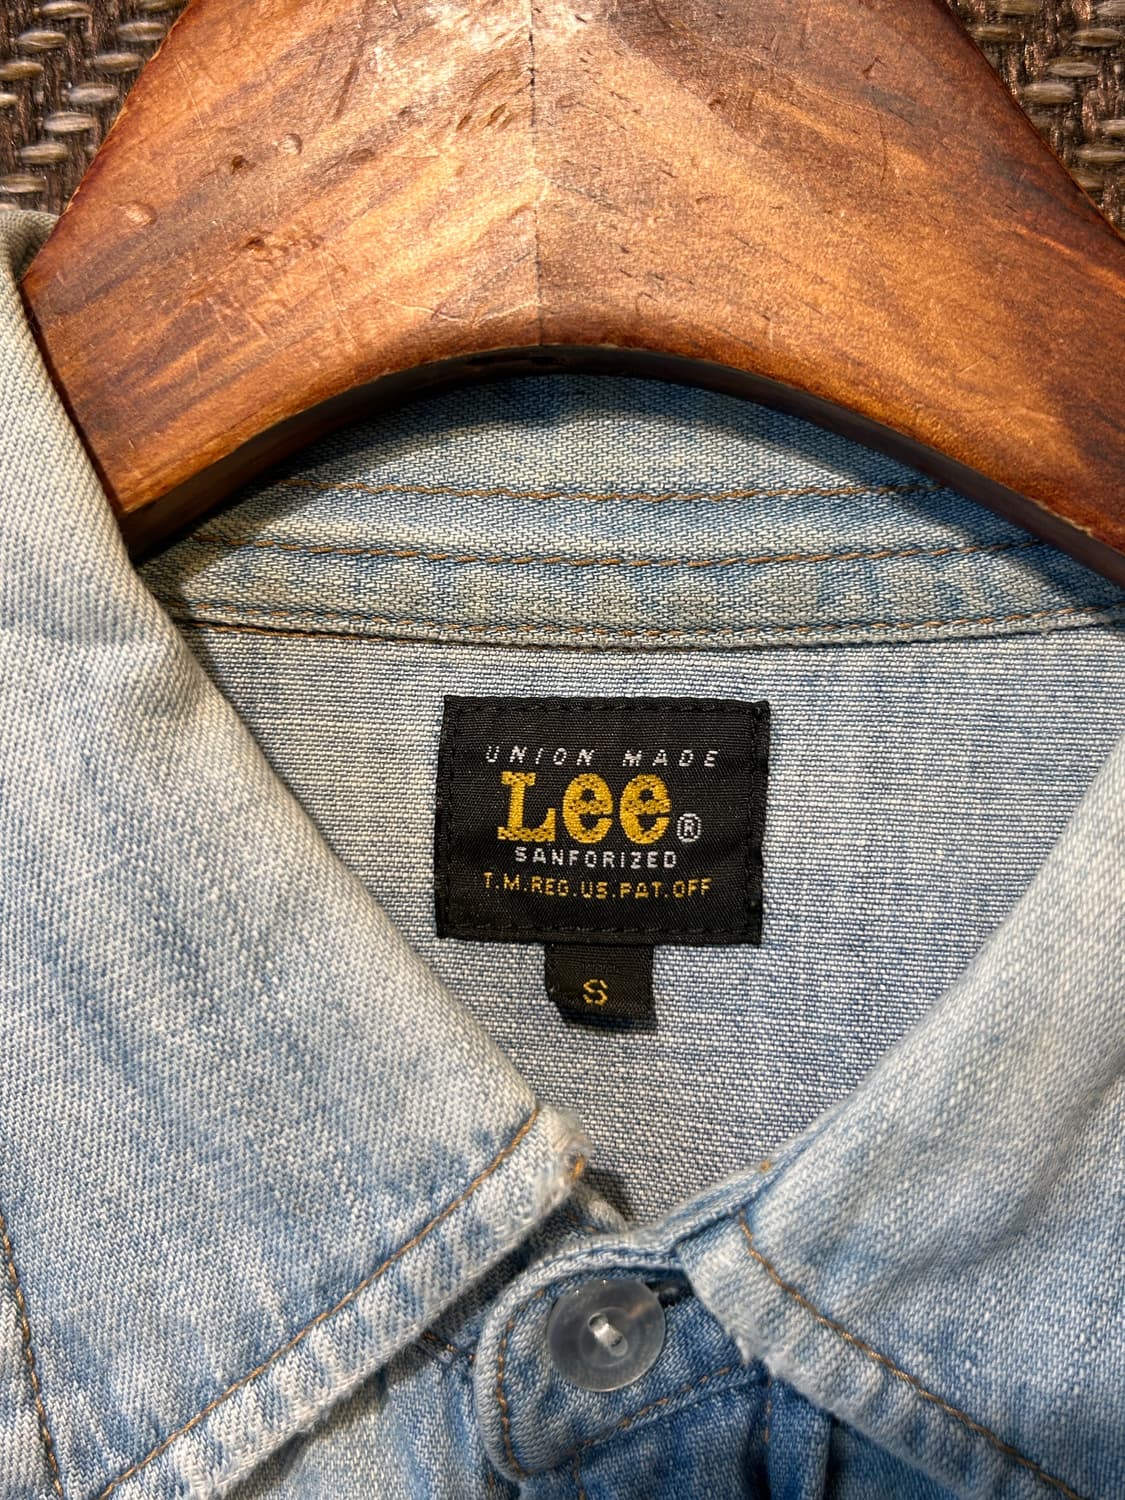 UNION MADE
Lee®
SANFORIZED
T.M.REG.US.PAT.OFF
S